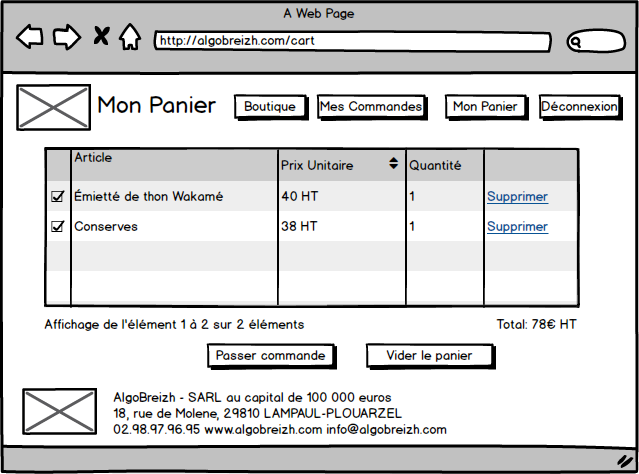 A Web Page
http://algobreizh.com/cart
Mon Panier
Boutique
Mes Commandes
Mon Panier
Déconnexion
Article Prix Unitaire Quantité
Émietté de thon Wakamé 40 HT 1 Supprimer
Conserves 38 HT 1 Supprimer
Affichage de l'élément 1 à 2 sur 2 éléments Total: 78€ HT
Passer commande
Vider le panier
AlgoBreizh - SARL au capital de 100 000 euros
18, rue de Molene, 29810 LAMPAUL-PLOUARZEL
02.98.97.96.95 www.algobreizh.com info@algobreizh.com